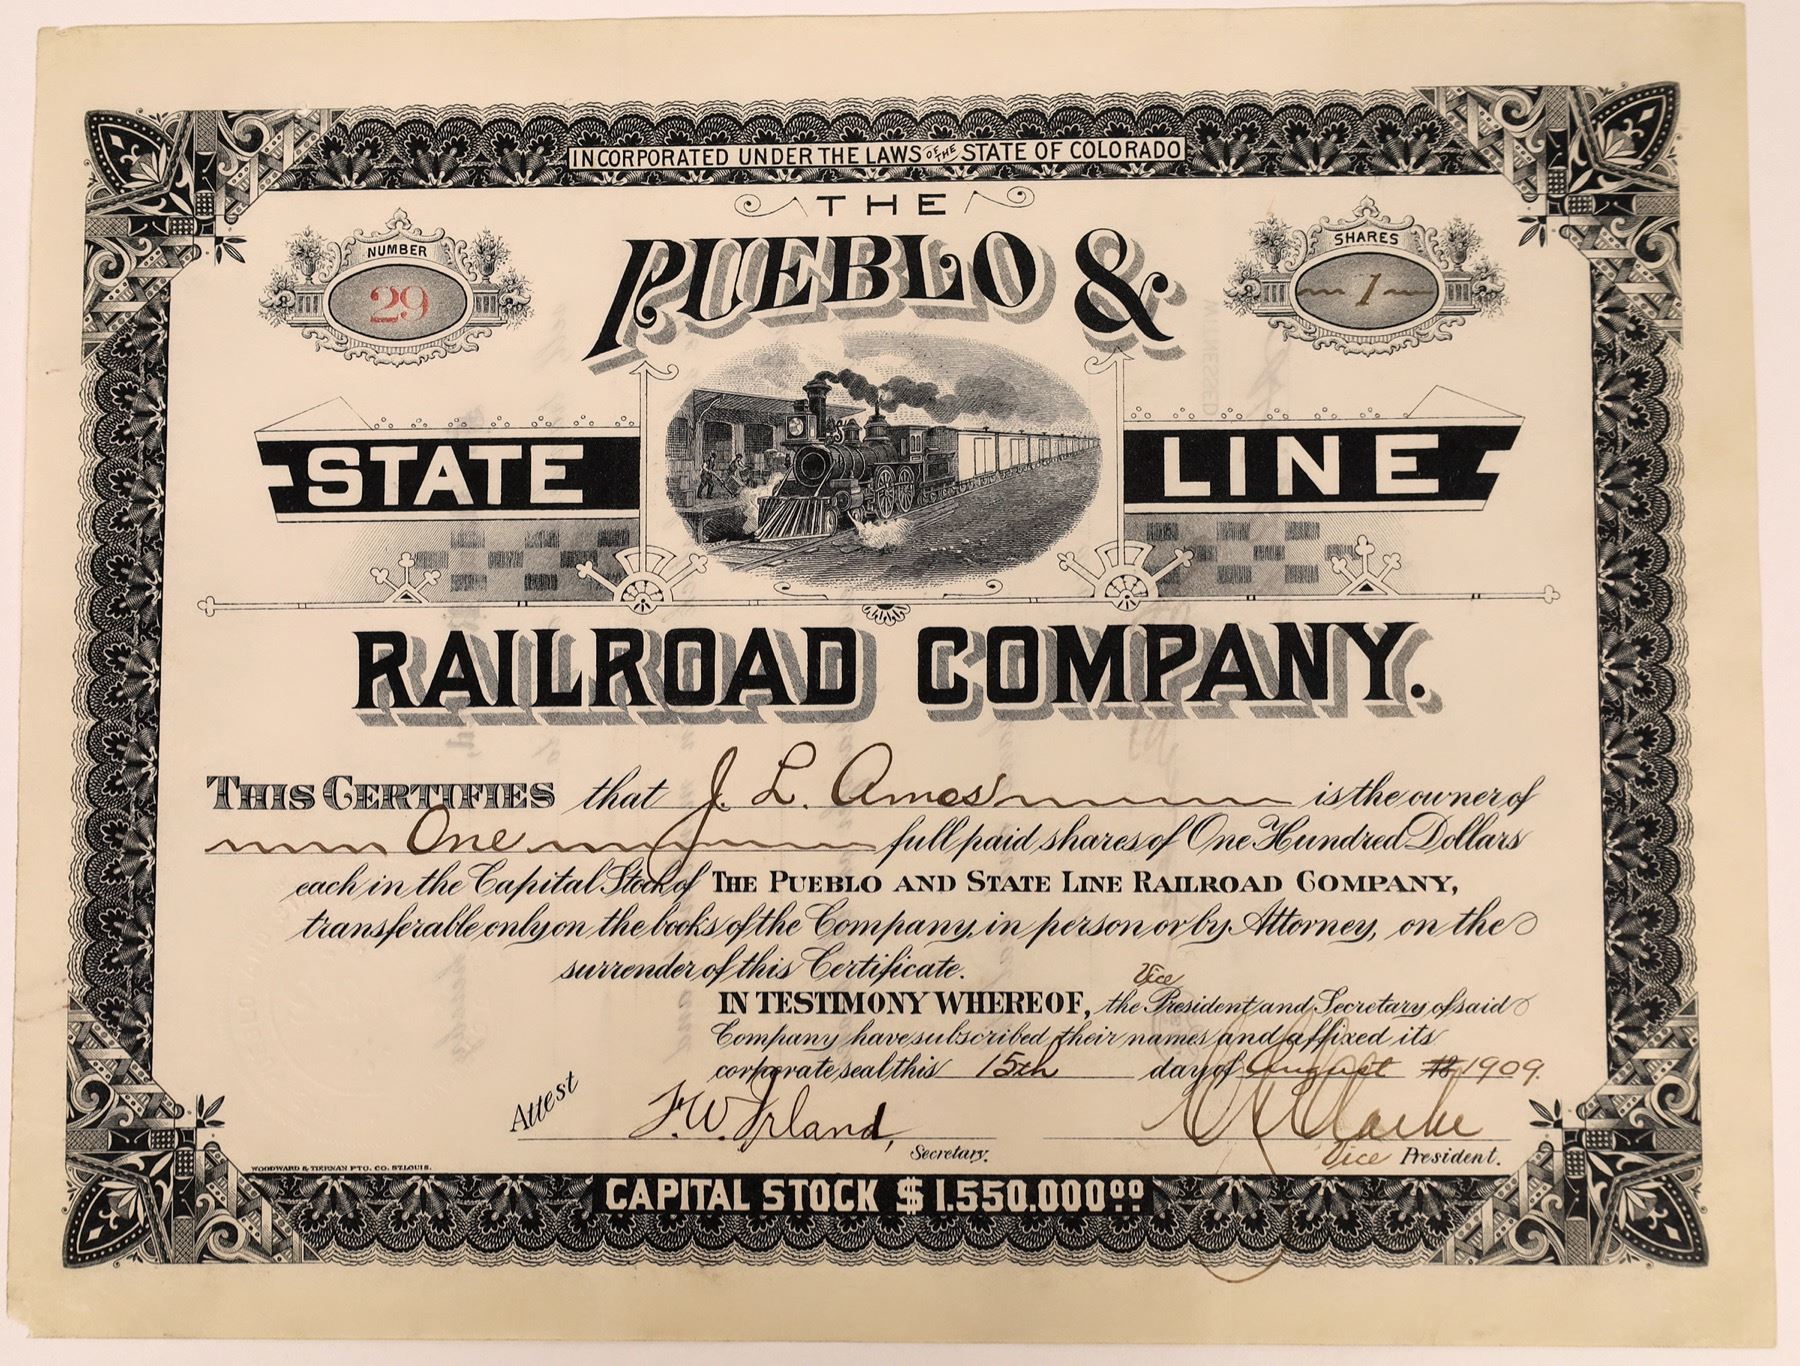 INCORPORATED UNDER THE LAWS OF THE STATE OF COLORADO
THE
NUMBER
29
PUEBLO &
SHARES
1
STATE LINE
RAILROAD COMPANY.
THIS CERTIFIES that J. L. Ames is the owner of
One full paid shares of One Hundred Dollars
each in the Capital Stock of THE PUEBLO AND STATE LINE RAILROAD COMPANY,
transferable only on the books of the Company, in person or by Attorney, on the
surrender of this Certificate.
Vice
IN TESTIMONY WHEREOF, the President and Secretary of said
Company have subscribed their names and affixed its
corporate seal this 15th day of August 1909.
Attest F. W. Irland, Clarke
Secretary. Vice President.
WOODWARD & TIERNAN PTG. CO. ST. LOUIS.
CAPITAL STOCK $1.550.00000